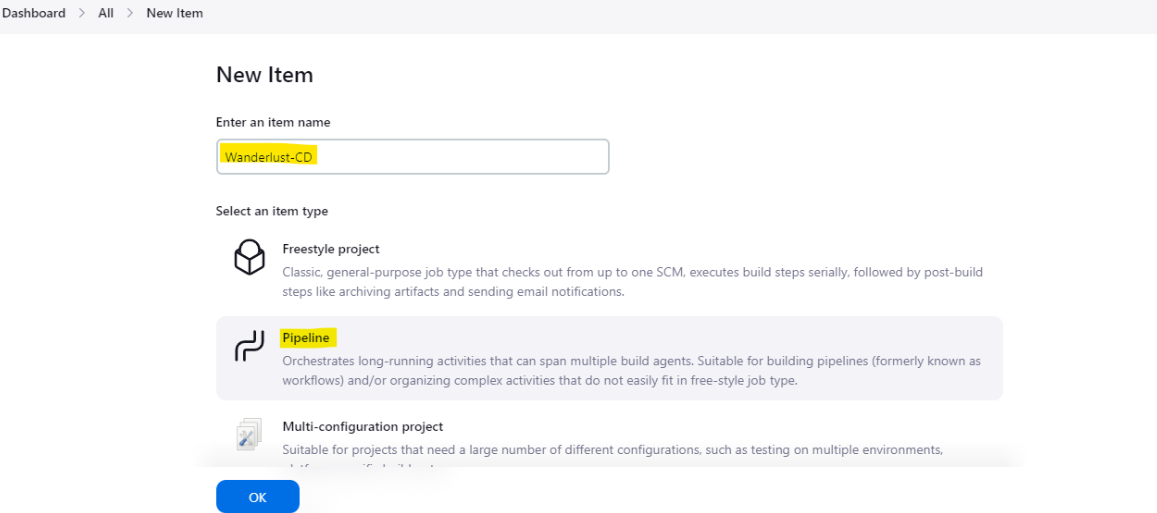 Dashboard > All > New Item
New Item
Enter an item name
Wanderlust-CD
Select an item type
Freestyle project
Classic, general-purpose job type that checks out from up to one SCM, executes build steps serially, followed by post-build
steps like archiving artifacts and sending email notifications.
Pipeline
Orchestrates long-running activities that can span multiple build agents. Suitable for building pipelines (formerly known as
workflows) and/or organizing complex activities that do not easily fit in free-style job type.
Multi-configuration project
Suitable for projects that need a large number of different configurations, such as testing on multiple environments,
OK